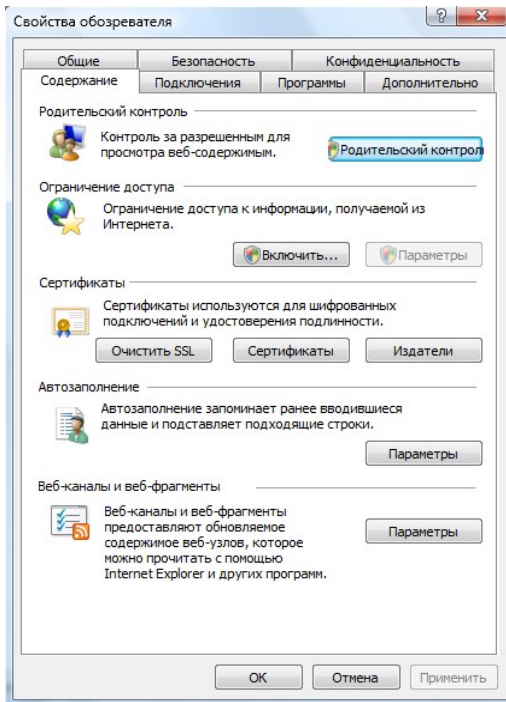 Свойства обозревателя
Общие
Безопасность
Конфиденциальность
Содержание
Подключения
Программы
Дополнительно
Родительский контроль
Контроль за разрешенным для
просмотра веб-содержимым.
Родительский контрол
Ограничение доступа
Ограничение доступа к информации, получаемой из
Интернета.
Включить...
Параметры
Сертификаты
Сертификаты используются для шифрованных
подключений и удостоверения подлинности.
Очистить SSL
Сертификаты
Издатели
Автозаполнение
Автозаполнение запоминает ранее вводившиеся
данные и подставляет подходящие строки.
Параметры
Веб-каналы и веб-фрагменты
Веб-каналы и веб-фрагменты
предоставляют обновляемое
содержимое веб-узлов, которое
можно прочитать с помощью
Internet Explorer и других программ.
Параметры
ОК
Отмена
Применить